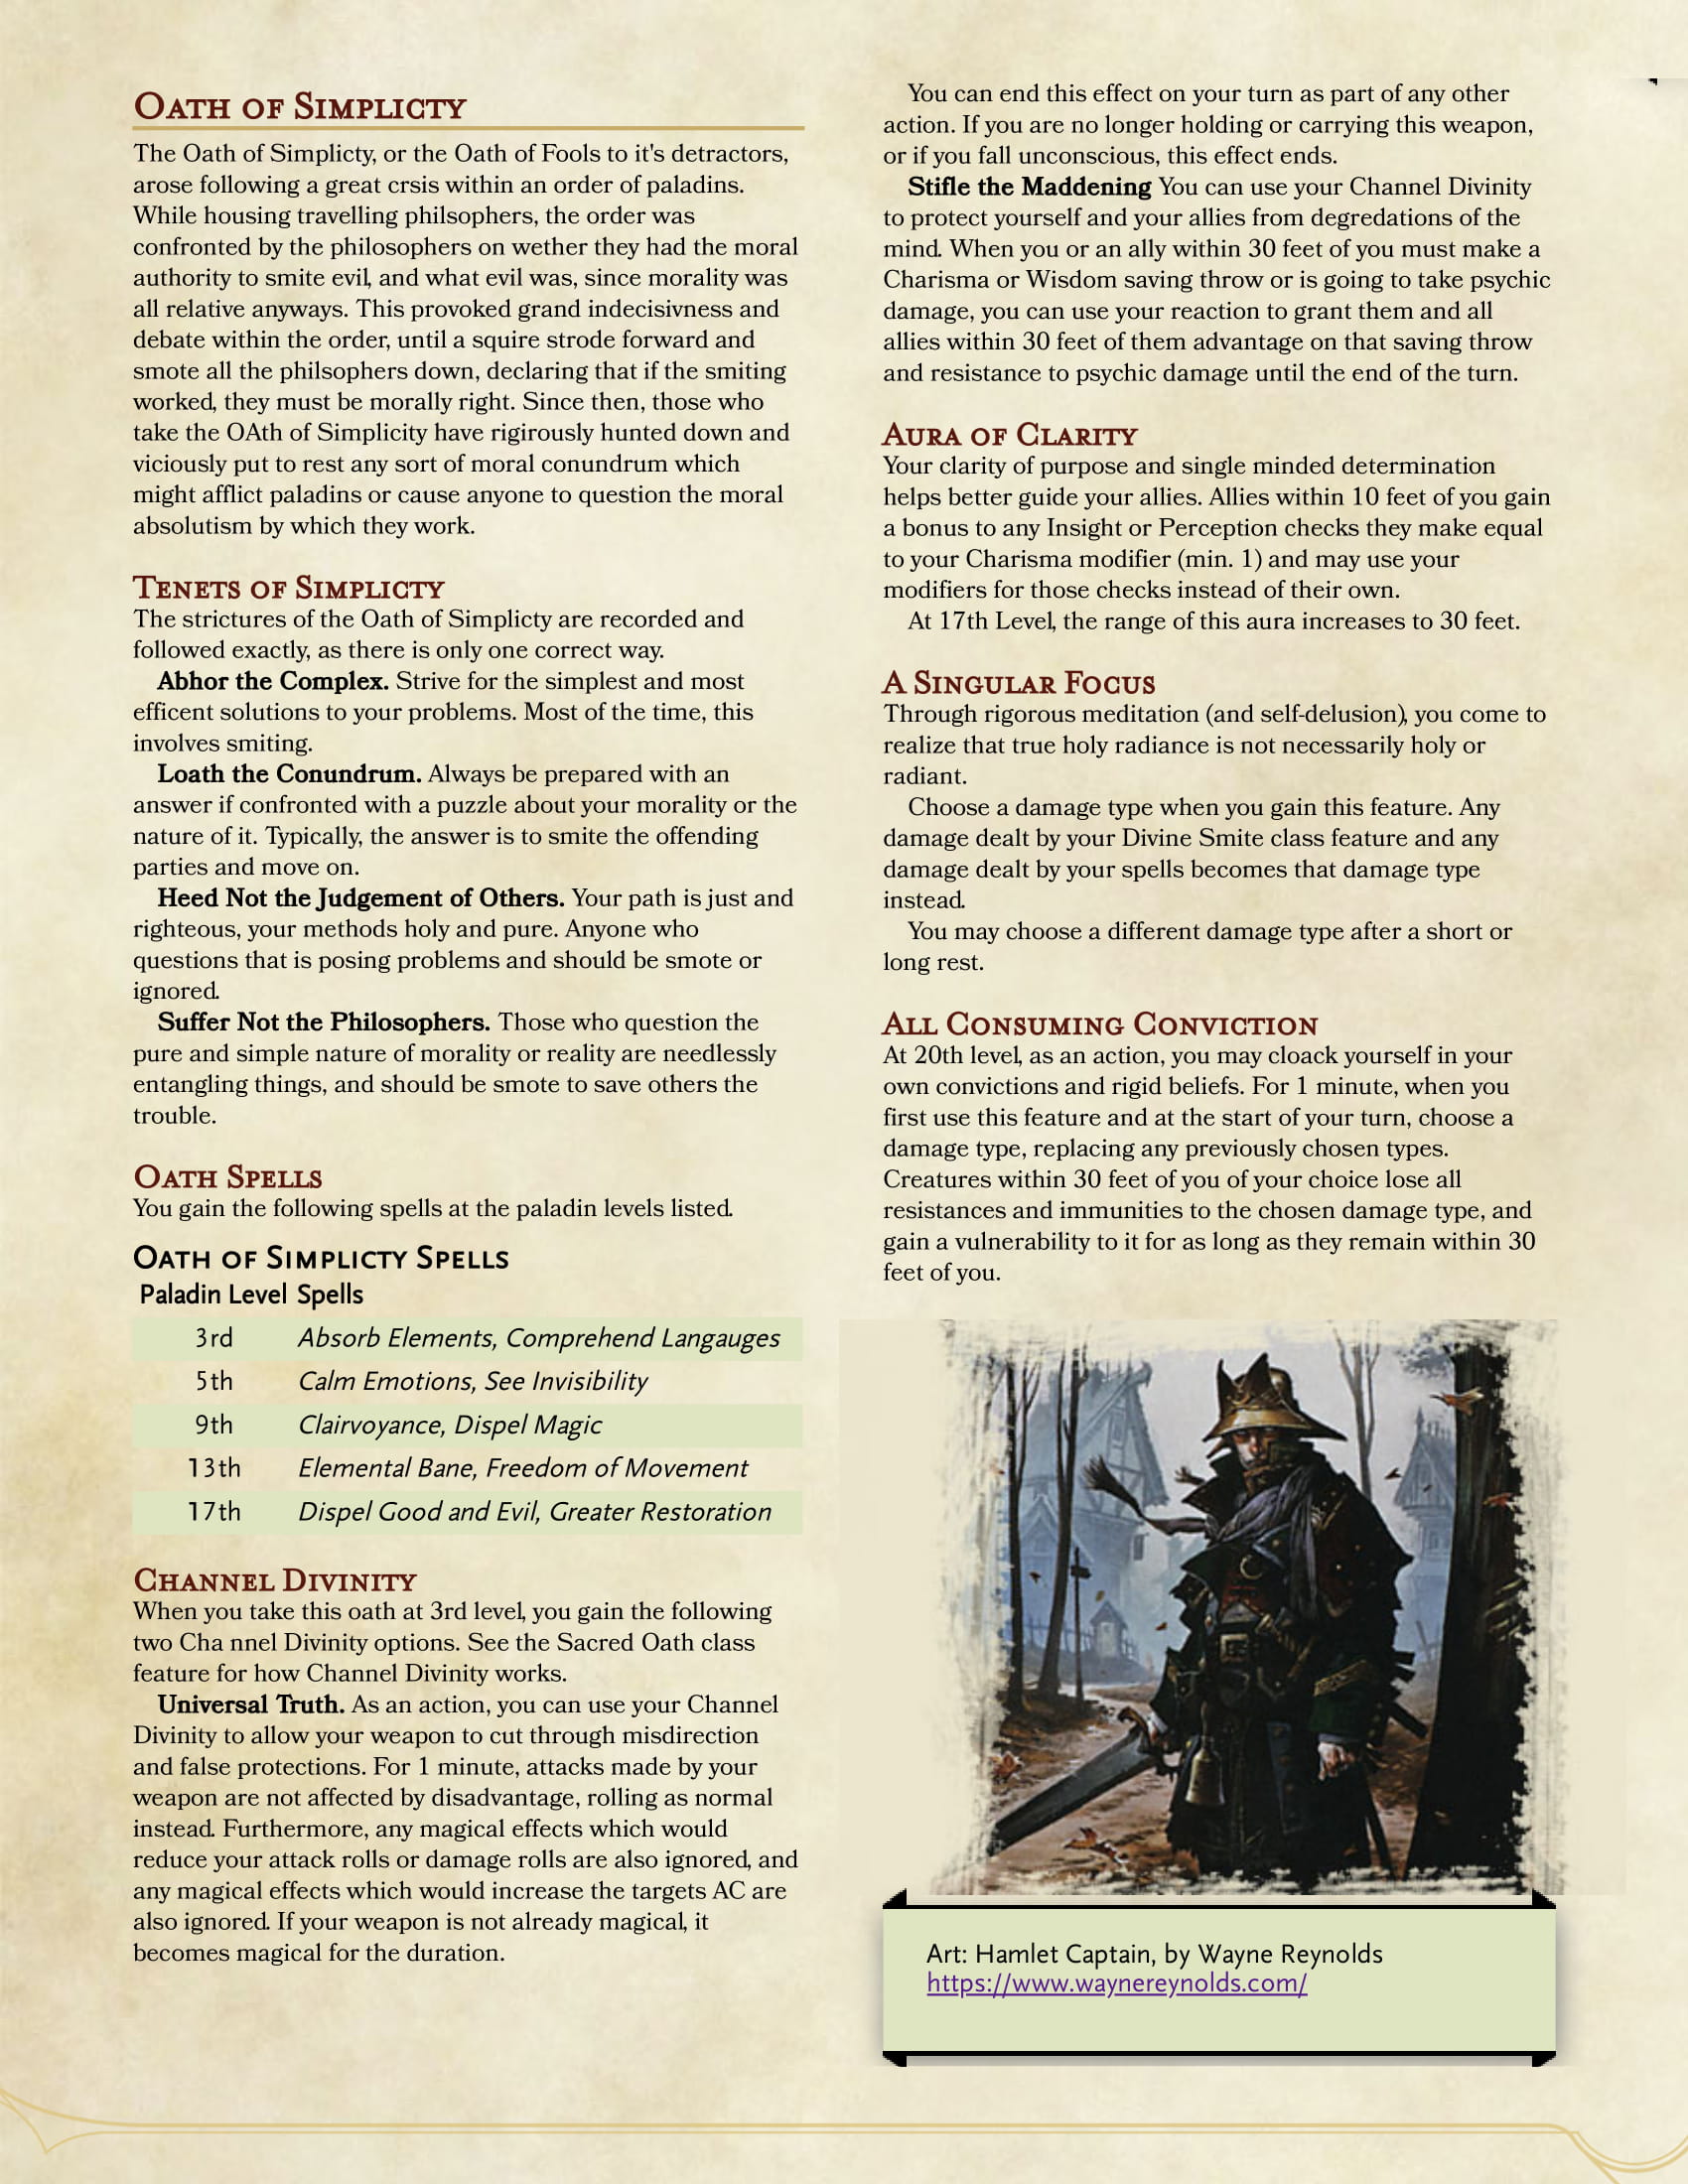 Oath of Simplicty
The Oath of Simplicty, or the Oath of Fools to it's detractors,
arose following a great crsis within an order of paladins.
While housing travelling philsophers, the order was
confronted by the philosophers on wether they had the moral
authority to smite evil, and what evil was, since morality was
all relative anyways. This provoked grand indecisivness and
debate within the order, until a squire strode forward and
smote all the philsophers down, declaring that if the smiting
worked, they must be morally right. Since then, those who
take the OAth of Simplicity have rigirously hunted down and
viciously put to rest any sort of moral conundrum which
might afflict paladins or cause anyone to question the moral
absolutism by which they work.
Tenets of Simplicty
The strictures of the Oath of Simplicty are recorded and
followed exactly, as there is only one correct way.
Abhor the Complex. Strive for the simplest and most
efficent solutions to your problems. Most of the time, this
involves smiting.
Loath the Conundrum. Always be prepared with an
answer if confronted with a puzzle about your morality or the
nature of it. Typically, the answer is to smite the offending
parties and move on.
Heed Not the Judgement of Others. Your path is just and
righteous, your methods holy and pure. Anyone who
questions that is posing problems and should be smote or
ignored.
Suffer Not the Philosophers. Those who question the
pure and simple nature of morality or reality are needlessly
entangling things, and should be smote to save others the
trouble.
Oath Spells
You gain the following spells at the paladin levels listed.
Oath of Simplicty Spells
Paladin Level Spells
3rd Absorb Elements, Comprehend Langauges
5th Calm Emotions, See Invisibility
9th Clairvoyance, Dispel Magic
13th Elemental Bane, Freedom of Movement
17th Dispel Good and Evil, Greater Restoration
Channel Divinity
When you take this oath at 3rd level, you gain the following
two Cha nnel Divinity options. See the Sacred Oath class
feature for how Channel Divinity works.
Universal Truth. As an action, you can use your Channel
Divinity to allow your weapon to cut through misdirection
and false protections. For 1 minute, attacks made by your
weapon are not affected by disadvantage, rolling as normal
instead. Furthermore, any magical effects which would
reduce your attack rolls or damage rolls are also ignored, and
any magical effects which would increase the targets AC are
also ignored. If your weapon is not already magical, it
becomes magical for the duration.
You can end this effect on your turn as part of any other
action. If you are no longer holding or carrying this weapon,
or if you fall unconscious, this effect ends.
Stifle the Maddening You can use your Channel Divinity
to protect yourself and your allies from degredations of the
mind. When you or an ally within 30 feet of you must make a
Charisma or Wisdom saving throw or is going to take psychic
damage, you can use your reaction to grant them and all
allies within 30 feet of them advantage on that saving throw
and resistance to psychic damage until the end of the turn.
Aura of Clarity
Your clarity of purpose and single minded determination
helps better guide your allies. Allies within 10 feet of you gain
a bonus to any Insight or Perception checks they make equal
to your Charisma modifier (min. 1) and may use your
modifiers for those checks instead of their own.
At 17th Level, the range of this aura increases to 30 feet.
A Singular Focus
Through rigorous meditation (and self-delusion), you come to
realize that true holy radiance is not necessarily holy or
radiant.
Choose a damage type when you gain this feature. Any
damage dealt by your Divine Smite class feature and any
damage dealt by your spells becomes that damage type
instead.
You may choose a different damage type after a short or
long rest.
All Consuming Conviction
At 20th level, as an action, you may cloack yourself in your
own convictions and rigid beliefs. For 1 minute, when you
first use this feature and at the start of your turn, choose a
damage type, replacing any previously chosen types.
Creatures within 30 feet of you of your choice lose all
resistances and immunities to the chosen damage type, and
gain a vulnerability to it for as long as they remain within 30
feet of you.
Art: Hamlet Captain, by Wayne Reynolds
https://www.waynereynolds.com/